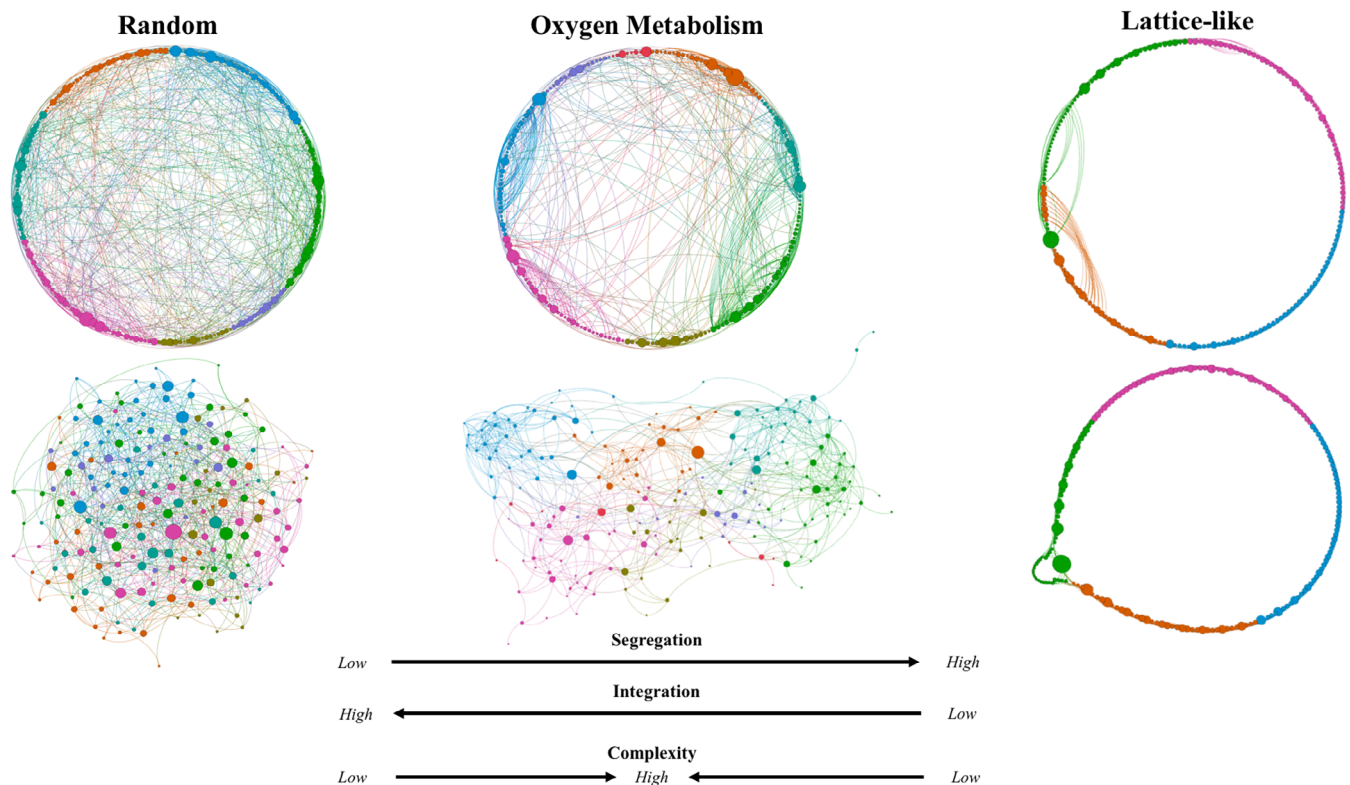 Random
Oxygen Metabolism
Lattice-like
Segregation
Low
High
Integration
High
Low
Complexity
Low
High
Low